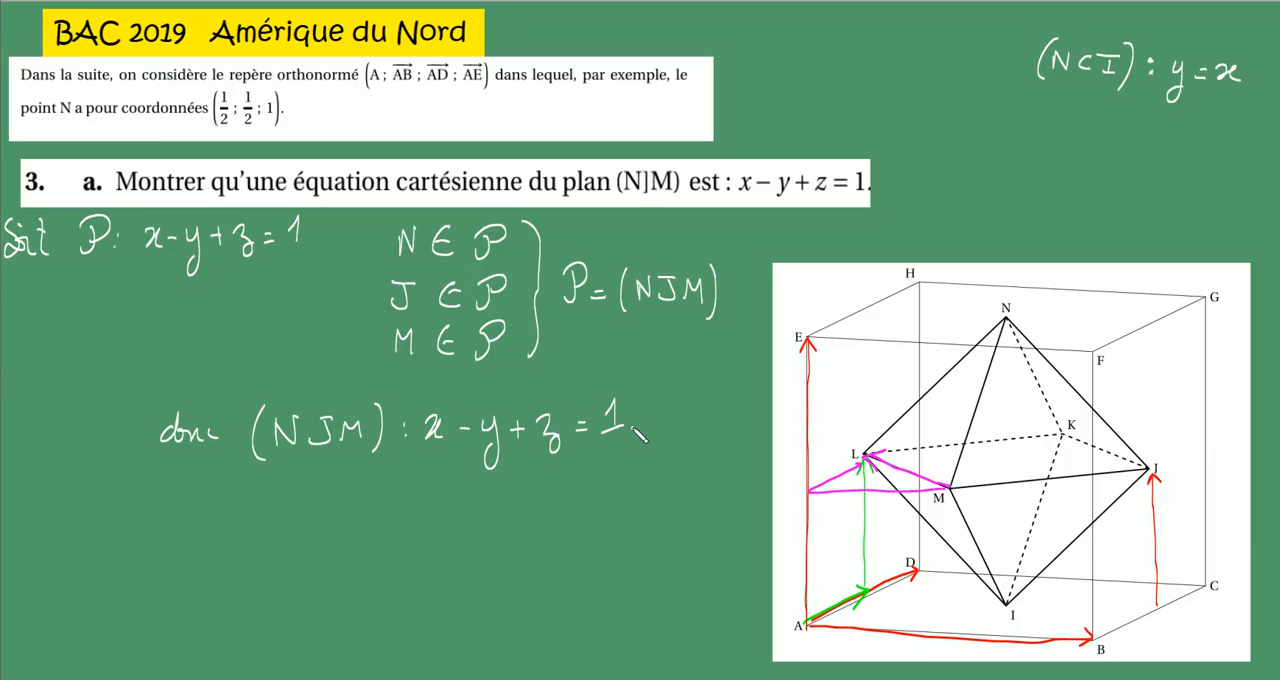 BAC 2019 Amérique du Nord
(NCI) : y = x
Dans la suite, on considère le repère orthonormé (A ; AB ; AD ; AE) dans lequel, par exemple, le
point N a pour coordonnées (1/2 ; 1/2 ; 1).
3. a. Montrer qu'une équation cartésienne du plan (NJM) est : x − y + z = 1.
Soit P : x − y + z = 1
N ∈ P
J ∈ P
M ∈ P
P = (NJM)
donc (NJM) : x − y + z = 1
H
G
N
E
F
K
L
J
M
D
C
I
A
B